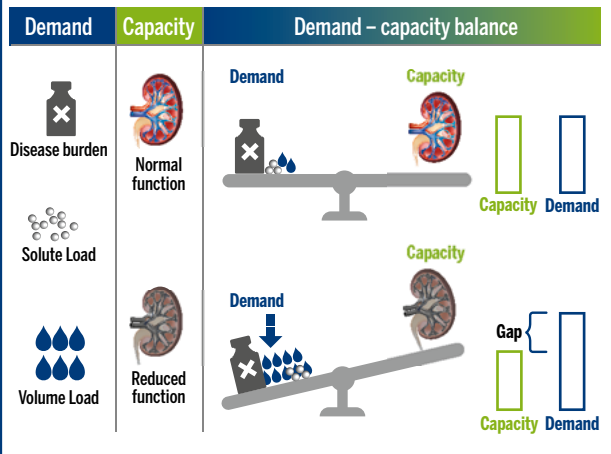 Demand
Capacity
Demand – capacity balance
Disease burden
Solute Load
Volume Load
Normal
function
Reduced
function
Demand
Capacity
Capacity Demand
Capacity
Demand
Gap
Capacity Demand